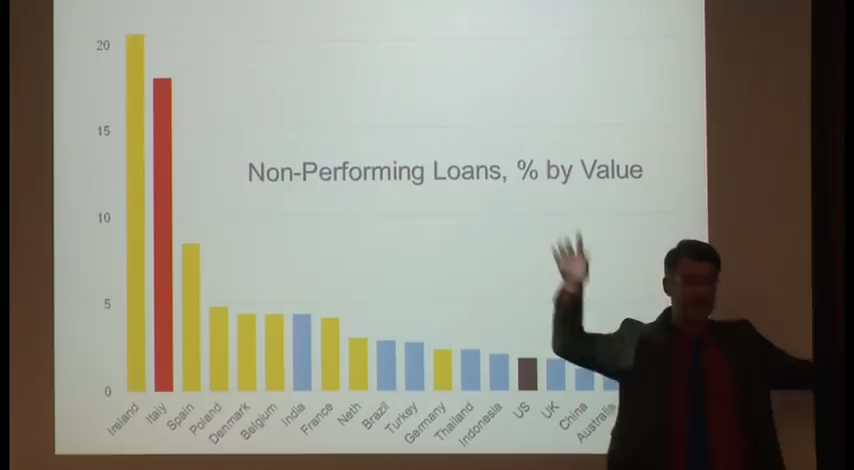 20
15
10
5
0
Non-Performing Loans, % by Value
Ireland
Italy
Spain
Poland
Denmark
Belgium
India
France
Neth
Brazil
Turkey
Germany
Thailand
Indonesia
US
UK
China
Australia